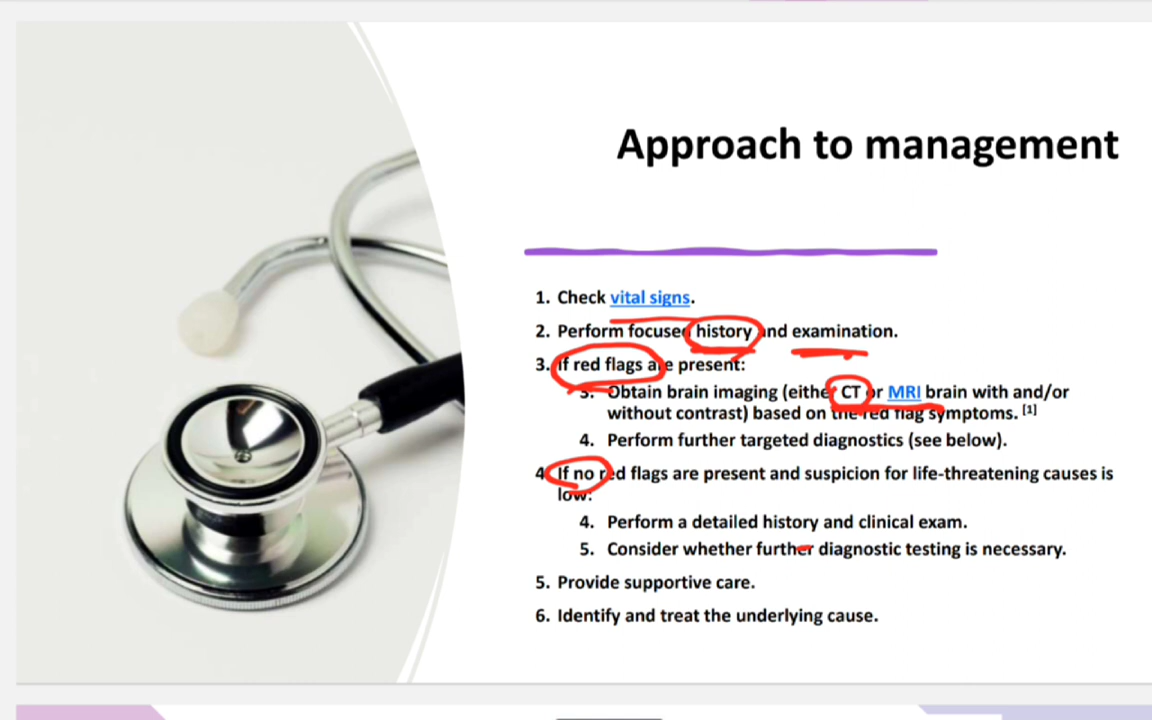 Approach to management
1. Check vital signs.
2. Perform focused history and examination.
3. If red flags are present:
3. Obtain brain imaging (either CT or MRI brain with and/or
without contrast) based on the red flag symptoms. [1]
4. Perform further targeted diagnostics (see below).
4. If no red flags are present and suspicion for life-threatening causes is
low:
4. Perform a detailed history and clinical exam.
5. Consider whether further diagnostic testing is necessary.
5. Provide supportive care.
6. Identify and treat the underlying cause.